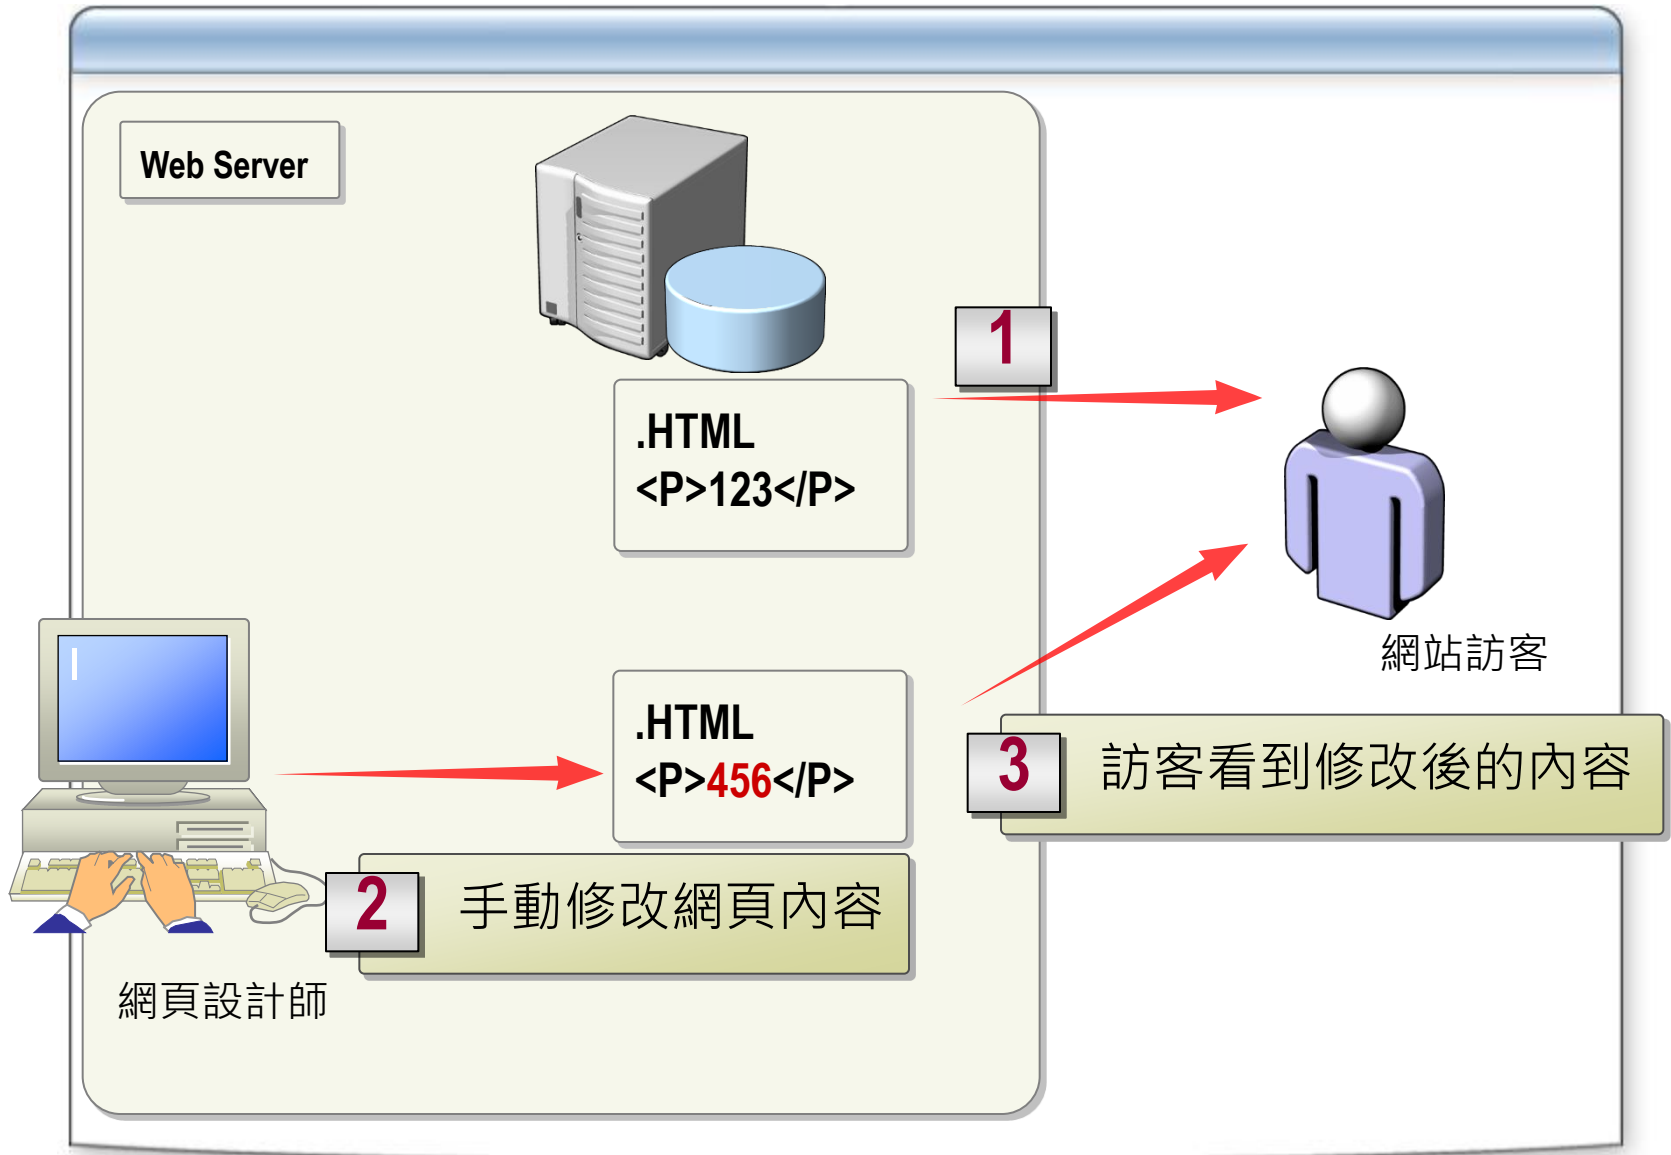 Web Server
1
.HTML
<P>123</P>
網站訪客
.HTML
<P>456</P>
3
訪客看到修改後的內容
2
手動修改網頁內容
網頁設計師